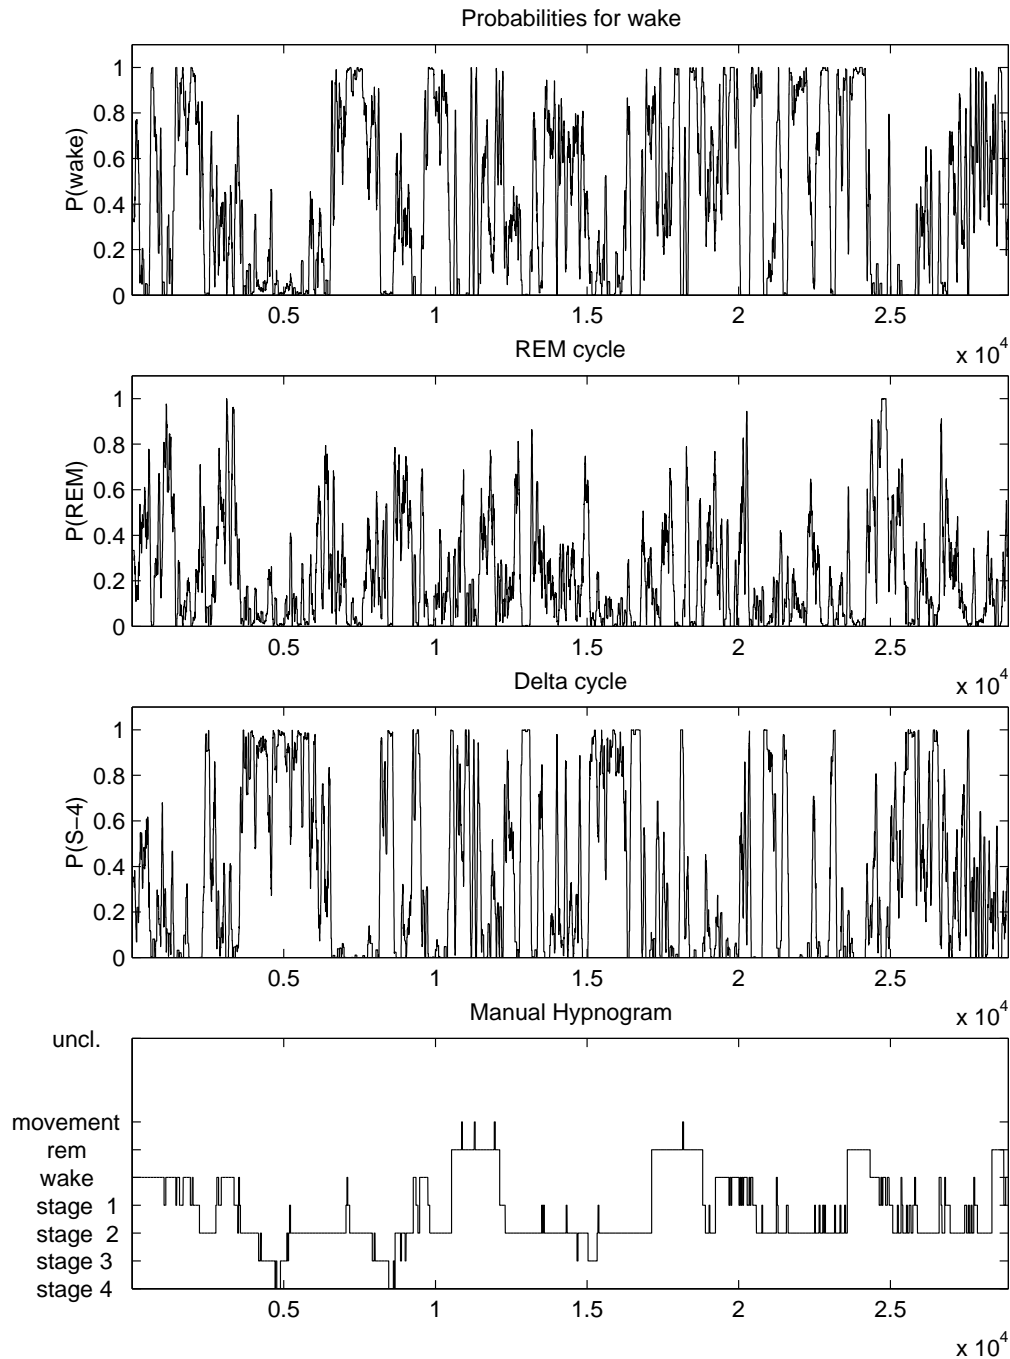 Probabilities for wake
P(wake)
1
0.8
0.6
0.4
0.2
0
0.5 1 1.5 2 2.5
x 10^4
REM cycle
P(REM)
1
0.8
0.6
0.4
0.2
0
0.5 1 1.5 2 2.5
x 10^4
Delta cycle
P(S−4)
1
0.8
0.6
0.4
0.2
0
0.5 1 1.5 2 2.5
x 10^4
Manual Hypnogram
uncl.
movement
rem
wake
stage 1
stage 2
stage 3
stage 4
0.5 1 1.5 2 2.5
x 10^4